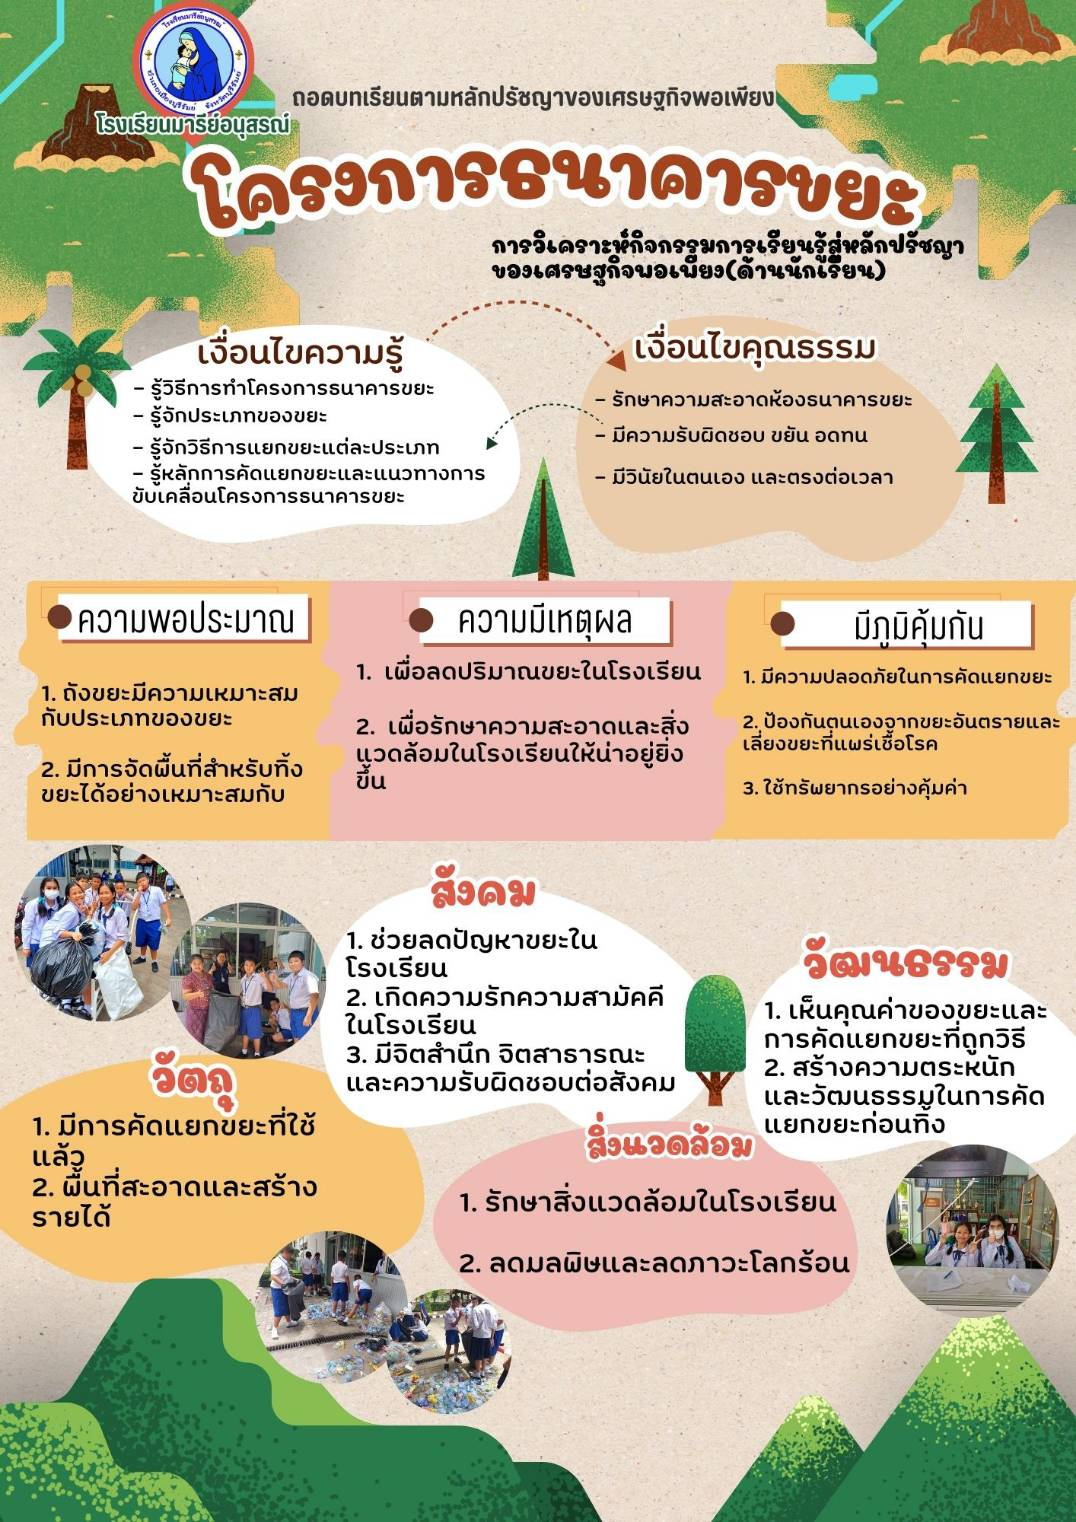 โรงเรียนมารีย์อนุสรณ์
อำเภอเมืองบุรีรัมย์ จังหวัดบุรีรัมย์
โรงเรียนมารีย์อนุสรณ์
ถอดบทเรียนตามหลักปรัชญาของเศรษฐกิจพอเพียง
โครงการธนาคารขยะ
การวิเคราะห์กิจกรรมการเรียนรู้สู่หลักปรัชญา
ของเศรษฐกิจพอเพียง(ด้านนักเรียน)
เงื่อนไขความรู้
- รู้วิธีการทำโครงการธนาคารขยะ
- รู้จักประเภทของขยะ
- รู้จักวิธีการแยกขยะแต่ละประเภท
- รู้หลักการคัดแยกขยะและแนวทางการ
ขับเคลื่อนโครงการธนาคารขยะ
เงื่อนไขคุณธรรม
- รักษาความสะอาดห้องธนาคารขยะ
- มีความรับผิดชอบ ขยัน อดทน
- มีวินัยในตนเอง และตรงต่อเวลา
ความพอประมาณ
1. ถังขยะมีความเหมาะสม
กับประเภทของขยะ
2. มีการจัดพื้นที่สำหรับทิ้ง
ขยะได้อย่างเหมาะสมกับ
ความมีเหตุผล
1. เพื่อลดปริมาณขยะในโรงเรียน
2. เพื่อรักษาความสะอาดและสิ่ง
แวดล้อมในโรงเรียนให้น่าอยู่ยิ่ง
ขึ้น
มีภูมิคุ้มกัน
1. มีความปลอดภัยในการคัดแยกขยะ
2. ป้องกันตนเองจากขยะอันตรายและ
เลี่ยงขยะที่แพร่เชื้อโรค
3. ใช้ทรัพยากรอย่างคุ้มค่า
สังคม
1. ช่วยลดปัญหาขยะใน
โรงเรียน
2. เกิดความรักความสามัคคี
ในโรงเรียน
3. มีจิตสำนึก จิตสาธารณะ
และความรับผิดชอบต่อสังคม
วัฒนธรรม
1. เห็นคุณค่าของขยะและ
การคัดแยกขยะที่ถูกวิธี
2. สร้างความตระหนัก
และวัฒนธรรมในการคัด
แยกขยะก่อนทิ้ง
วัตถุ
1. มีการคัดแยกขยะที่ใช้
แล้ว
2. พื้นที่สะอาดและสร้าง
รายได้
สิ่งแวดล้อม
1. รักษาสิ่งแวดล้อมในโรงเรียน
2. ลดมลพิษและลดภาวะโลกร้อน